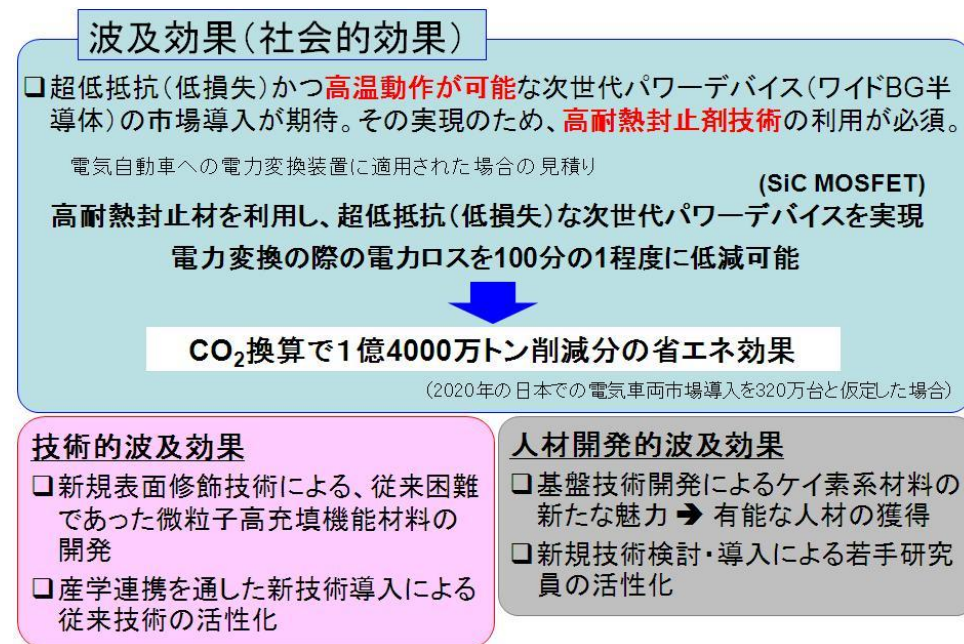 波及効果(社会的効果)
❑超低抵抗(低損失)かつ高温動作が可能な次世代パワーデバイス(ワイドBG半
導体)の市場導入が期待。その実現のため、高耐熱封止剤技術の利用が必須。
電気自動車への電力変換装置に適用された場合の見積り
(SiC MOSFET)
高耐熱封止材を利用し、超低抵抗(低損失)な次世代パワーデバイスを実現
電力変換の際の電力ロスを100分の1程度に低減可能
CO₂換算で1億4000万トン削減分の省エネ効果
(2020年の日本での電気車両市場導入を320万台と仮定した場合)
技術的波及効果
❑新規表面修飾技術による、従来困難
であった微粒子高充填機能材料の
開発
❑産学連携を通した新技術導入による
従来技術の活性化
人材開発的波及効果
❑基盤技術開発によるケイ素系材料の
新たな魅力 ➔ 有能な人材の獲得
❑新規技術検討・導入による若手研究
員の活性化